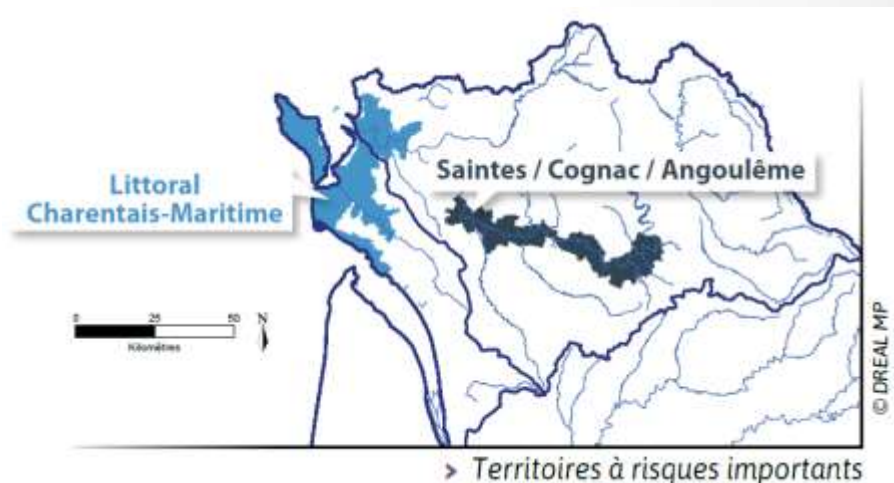 Saintes / Cognac / Angoulême
Littoral
Charentais-Maritime
0 25 50
Kilomètres
N
© DREAL MP
> Territoires à risques importants